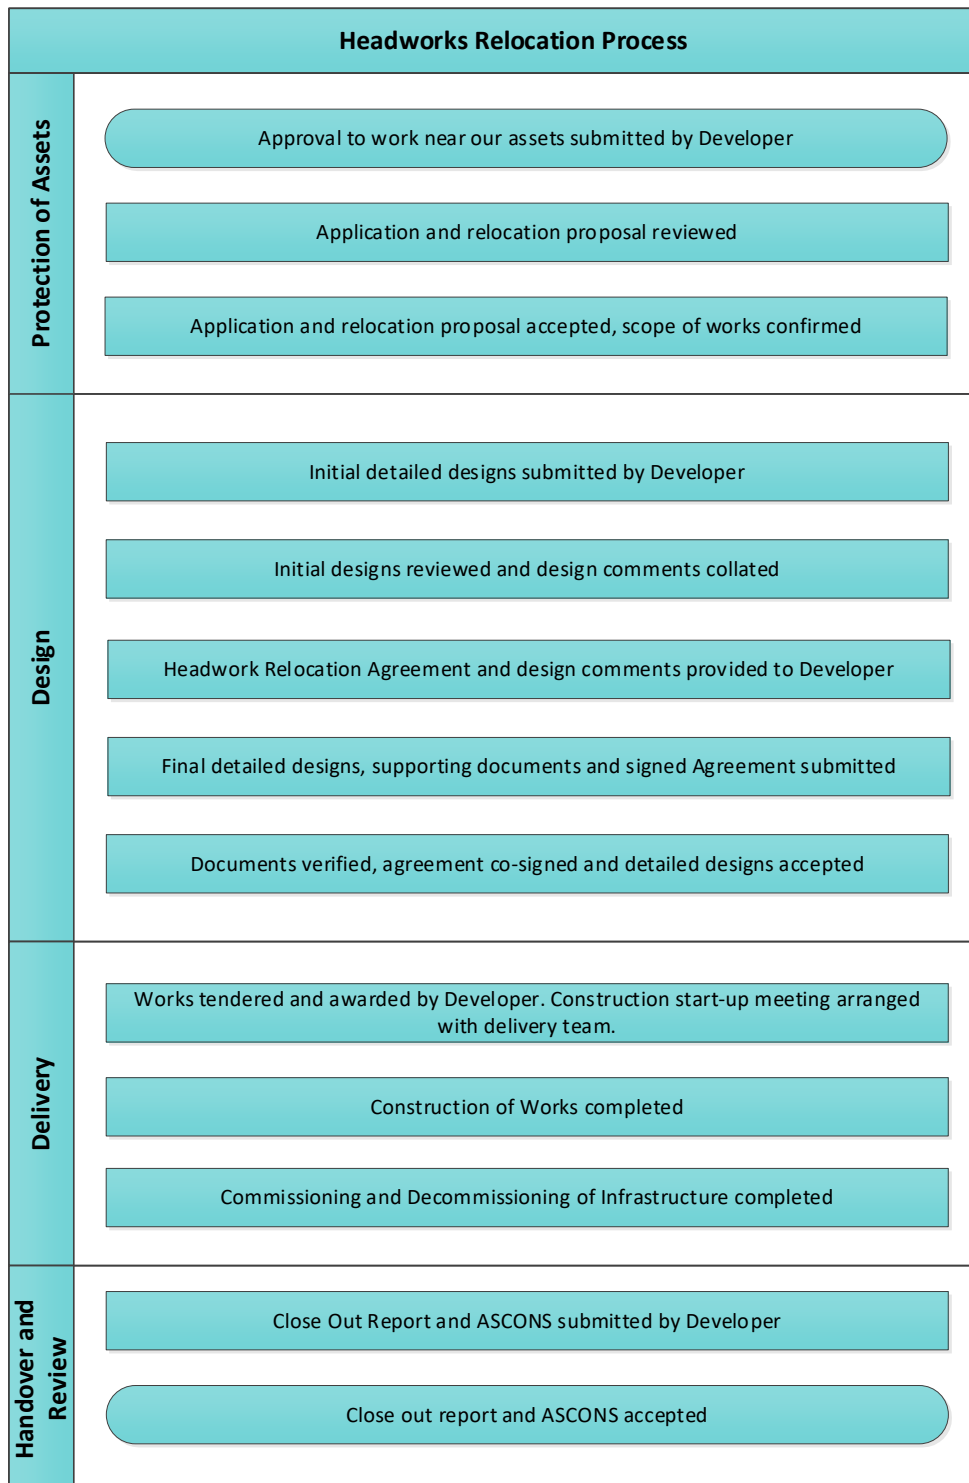 Headworks Relocation Process
Protection of Assets
Approval to work near our assets submitted by Developer
Application and relocation proposal reviewed
Application and relocation proposal accepted, scope of works confirmed
Design
Initial detailed designs submitted by Developer
Initial designs reviewed and design comments collated
Headwork Relocation Agreement and design comments provided to Developer
Final detailed designs, supporting documents and signed Agreement submitted
Documents verified, agreement co-signed and detailed designs accepted
Delivery
Works tendered and awarded by Developer. Construction start-up meeting arranged
with delivery team.
Construction of Works completed
Commissioning and Decommissioning of Infrastructure completed
Handover and
Review
Close Out Report and ASCONS submitted by Developer
Close out report and ASCONS accepted